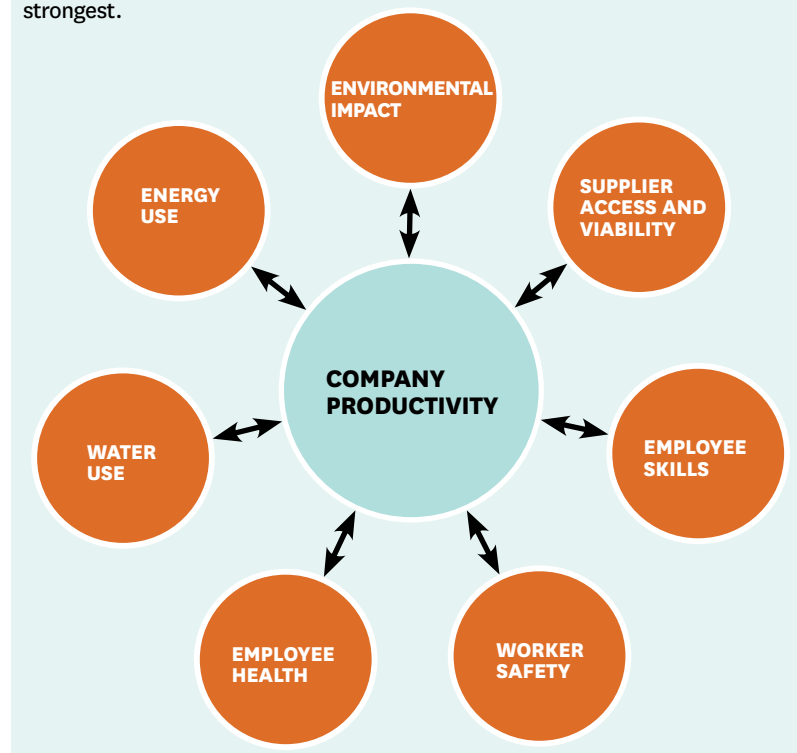 strongest.
ENVIRONMENTAL
IMPACT
SUPPLIER
ACCESS AND
VIABILITY
EMPLOYEE
SKILLS
WORKER
SAFETY
EMPLOYEE
HEALTH
WATER
USE
ENERGY
USE
COMPANY
PRODUCTIVITY